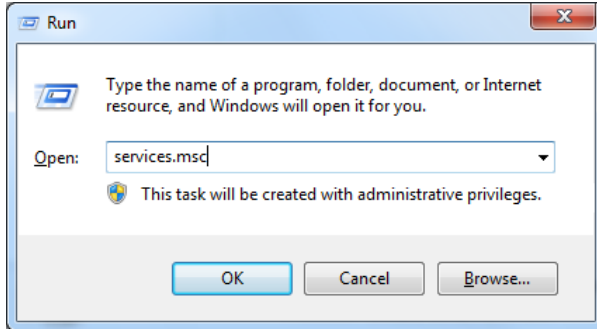 Run
Type the name of a program, folder, document, or Internet
resource, and Windows will open it for you.
Open: services.msc
This task will be created with administrative privileges.
OK Cancel Browse...